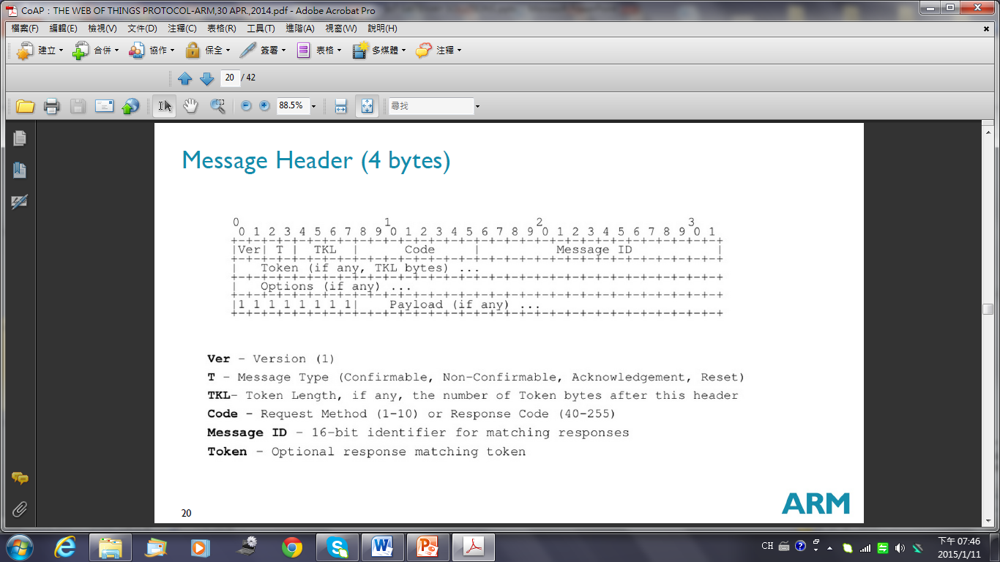 CoAP : THE WEB OF THINGS PROTOCOL-ARM,30 APR.,2014.pdf - Adobe Acrobat Pro
檔案(F) 編輯(E) 檢視(V) 文件(D) 注釋(C) 表格(R) 工具(T) 進階(A) 視窗(W) 說明(H)
建立 合併 協作 保全 簽署 表格 多媒體 注釋
20 / 42
88.5% 尋找
Message Header (4 bytes)
0 1 2 3
0 1 2 3 4 5 6 7 8 9 0 1 2 3 4 5 6 7 8 9 0 1 2 3 4 5 6 7 8 9 0 1
+-+-+-+-+-+-+-+-+-+-+-+-+-+-+-+-+-+-+-+-+-+-+-+-+-+-+-+-+-+-+-+-+
|Ver| T | TKL | Code | Message ID |
+-+-+-+-+-+-+-+-+-+-+-+-+-+-+-+-+-+-+-+-+-+-+-+-+-+-+-+-+-+-+-+-+
| Token (if any, TKL bytes) ...
+-+-+-+-+-+-+-+-+-+-+-+-+-+-+-+-+-+-+-+-+-+-+-+-+-+-+-+-+-+-+-+-+
| Options (if any) ...
+-+-+-+-+-+-+-+-+-+-+-+-+-+-+-+-+-+-+-+-+-+-+-+-+-+-+-+-+-+-+-+-+
|1 1 1 1 1 1 1 1| Payload (if any) ...
+-+-+-+-+-+-+-+-+-+-+-+-+-+-+-+-+-+-+-+-+-+-+-+-+-+-+-+-+-+-+-+-+
Ver – Version (1)
T – Message Type (Confirmable, Non-Confirmable, Acknowledgement, Reset)
TKL– Token Length, if any, the number of Token bytes after this header
Code – Request Method (1-10) or Response Code (40-255)
Message ID – 16-bit identifier for matching responses
Token – Optional response matching token
20
ARM
CH
下午 07:46
2015/1/11